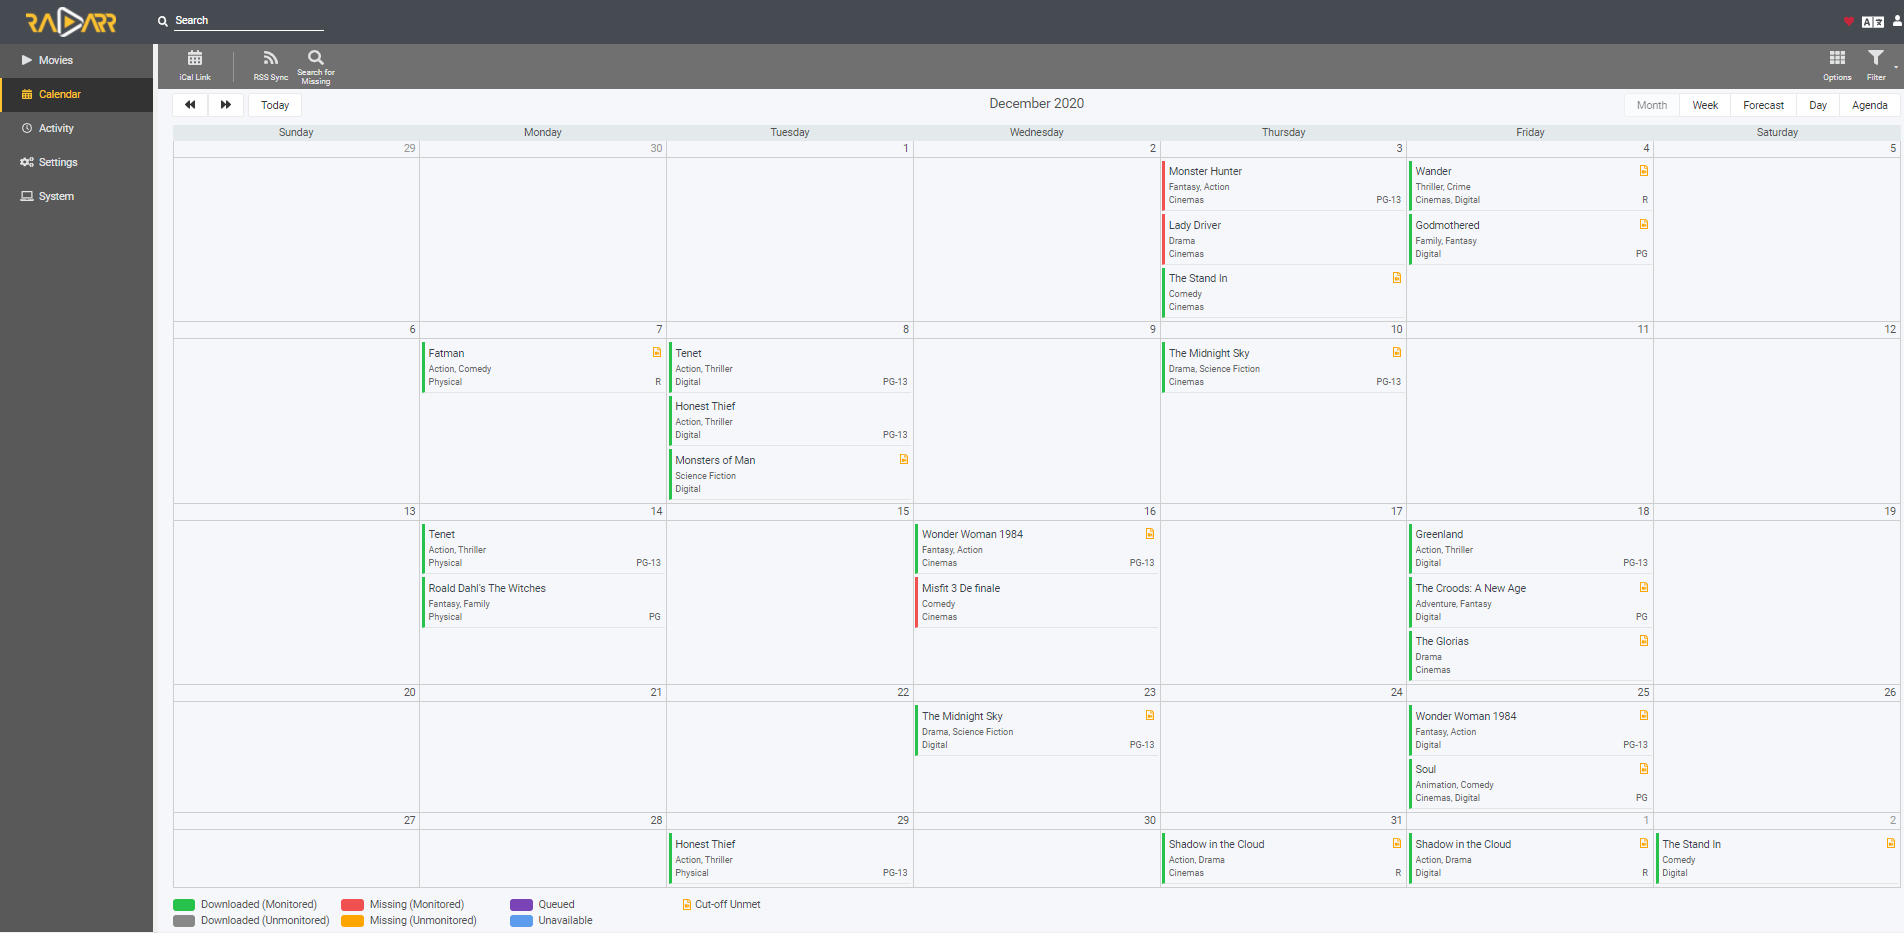 RADARR
Search
Movies
Calendar
Activity
Settings
System
iCal Link
RSS Sync
Search for
Missing
Options
Filter
Today
December 2020
Month Week Forecast Day Agenda
Sunday Monday Tuesday Wednesday Thursday Friday Saturday
29 30 1 2 3 4 5
Monster Hunter
Fantasy, Action
Cinemas PG-13
Lady Driver
Drama
Cinemas
The Stand In
Comedy
Cinemas
Wander
Thriller, Crime
Cinemas, Digital R
Godmothered
Family, Fantasy
Digital PG
6 7 8 9 10 11 12
Fatman
Action, Comedy
Physical R
Tenet
Action, Thriller
Digital PG-13
Honest Thief
Action, Thriller
Digital PG-13
Monsters of Man
Science Fiction
Digital
The Midnight Sky
Drama, Science Fiction
Cinemas PG-13
13 14 15 16 17 18 19
Tenet
Action, Thriller
Physical PG-13
Roald Dahl's The Witches
Fantasy, Family
Physical PG
Wonder Woman 1984
Fantasy, Action
Cinemas PG-13
Misfit 3 De finale
Comedy
Cinemas
Greenland
Action, Thriller
Digital PG-13
The Croods: A New Age
Adventure, Fantasy
Digital PG
The Glorias
Drama
Cinemas
20 21 22 23 24 25 26
The Midnight Sky
Drama, Science Fiction
Digital PG-13
Wonder Woman 1984
Fantasy, Action
Digital PG-13
Soul
Animation, Comedy
Cinemas, Digital PG
27 28 29 30 31 1 2
Honest Thief
Action, Thriller
Physical PG-13
Shadow in the Cloud
Action, Drama
Cinemas R
Shadow in the Cloud
Action, Drama
Digital R
The Stand In
Comedy
Digital
Downloaded (Monitored) Missing (Monitored) Queued Cut-off Unmet
Downloaded (Unmonitored) Missing (Unmonitored) Unavailable